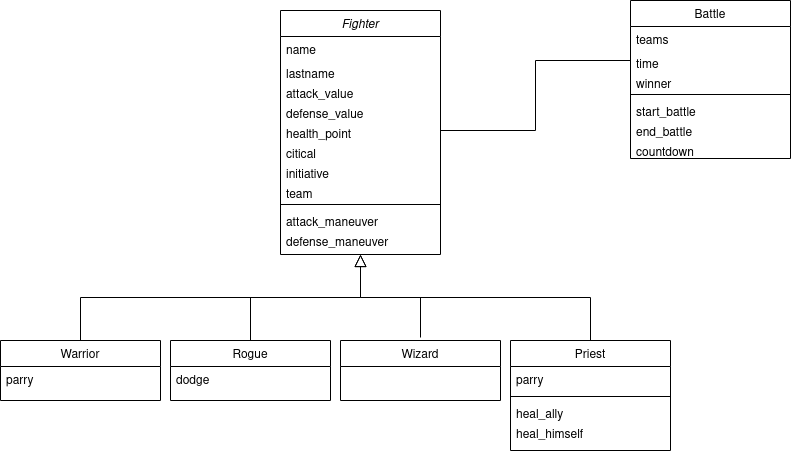 Fighter
name
lastname
attack_value
defense_value
health_point
citical
initiative
team
attack_maneuver
defense_maneuver
Battle
teams
time
winner
start_battle
end_battle
countdown
Warrior
parry
Rogue
dodge
Wizard
Priest
parry
heal_ally
heal_himself